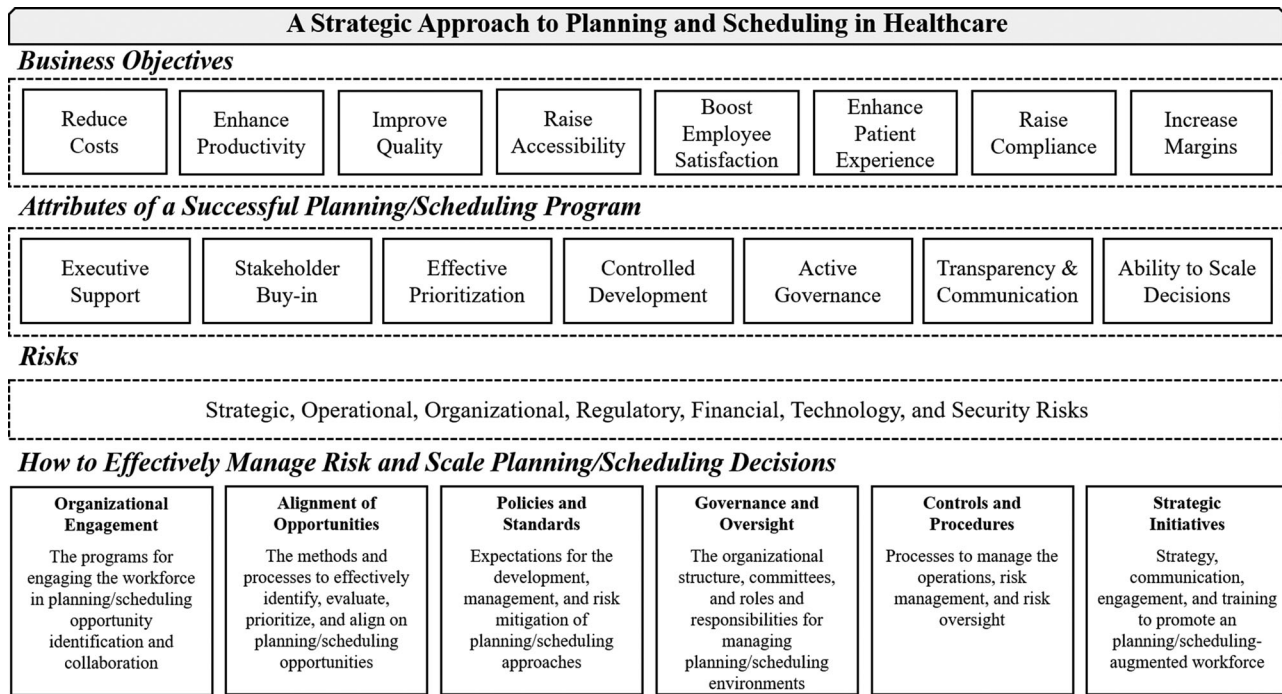 A Strategic Approach to Planning and Scheduling in Healthcare
Business Objectives
Reduce
Costs
Enhance
Productivity
Improve
Quality
Raise
Accessibility
Boost
Employee
Satisfaction
Enhance
Patient
Experience
Raise
Compliance
Increase
Margins
Attributes of a Successful Planning/Scheduling Program
Executive
Support
Stakeholder
Buy-in
Effective
Prioritization
Controlled
Development
Active
Governance
Transparency &
Communication
Ability to Scale
Decisions
Risks
Strategic, Operational, Organizational, Regulatory, Financial, Technology, and Security Risks
How to Effectively Manage Risk and Scale Planning/Scheduling Decisions
Organizational
Engagement
The programs for
engaging the workforce
in planning/scheduling
opportunity
identification and
collaboration
Alignment of
Opportunities
The methods and
processes to effectively
identify, evaluate,
prioritize, and align on
planning/scheduling
opportunities
Policies and
Standards
Expectations for the
development,
management, and risk
mitigation of
planning/scheduling
approaches
Governance and
Oversight
The organizational
structure, committees,
and roles and
responsibilities for
managing
planning/scheduling
environments
Controls and
Procedures
Processes to manage the
operations, risk
management, and risk
oversight
Strategic
Initiatives
Strategy,
communication,
engagement, and training
to promote an
planning/scheduling-
augmented workforce